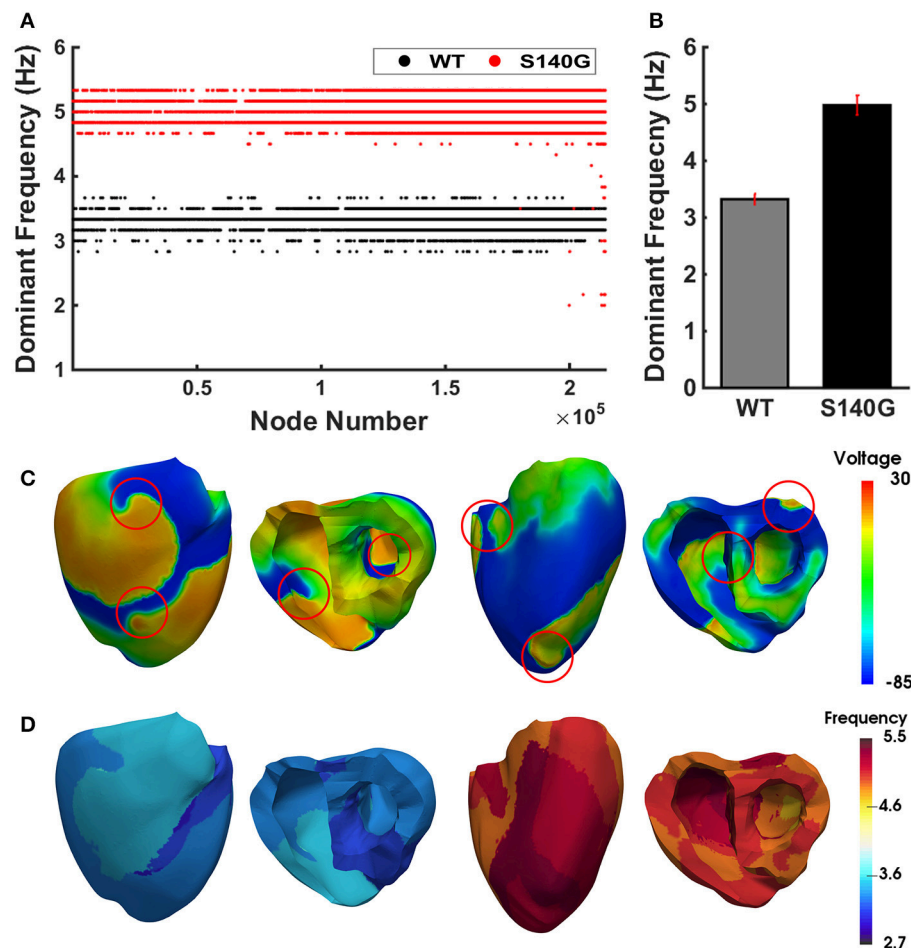 A
Dominant Frequency (Hz)
6
5
4
3
2
1
WT
S140G
0.5
1
1.5
2
×10⁵
Node Number
B
Dominant Frequecny (Hz)
6
5
4
3
2
1
0
WT
S140G
C
Voltage
30
-85
D
Frequency
5.5
4.6
3.6
2.7